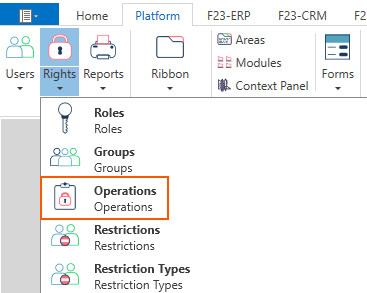 Home Platform F23-ERP F23-CRM F2
Users Rights Reports Ribbon Areas Modules Context Panel Forms
Roles
Roles
Groups
Groups
Operations
Operations
Restrictions
Restrictions
Restriction Types
Restriction Types